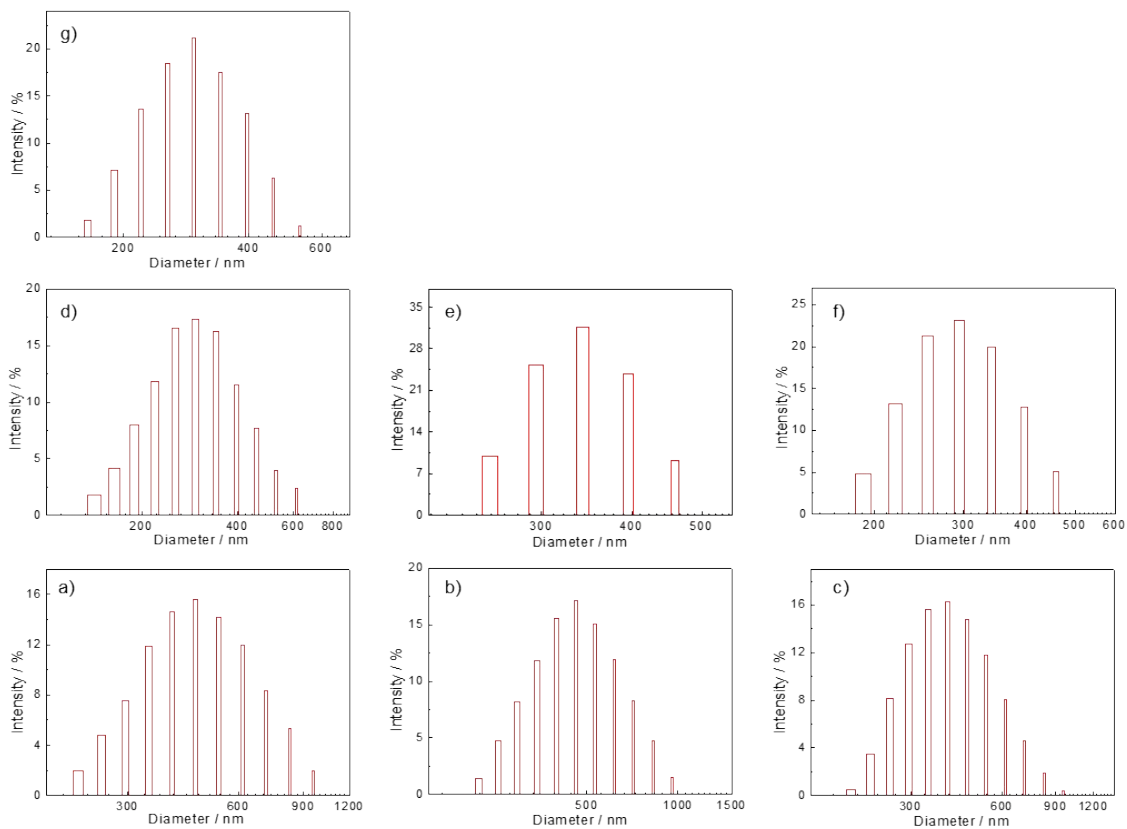 g)
Intensity / %
20
15
10
5
0
200 400 600
Diameter / nm
d)
Intensity / %
20
15
10
5
0
200 400 600 800
Diameter / nm
e)
Intensity / %
35
28
21
14
7
0
300 400 500
Diameter / nm
f)
Intensity / %
25
20
15
10
5
0
200 300 400 500 600
Diameter / nm
a)
Intensity / %
16
12
8
4
0
300 600 900 1200
Diameter / nm
b)
Intensity / %
20
15
10
5
0
500 1000 1500
Diameter / nm
c)
Intensity / %
16
12
8
4
0
300 600 900 1200
Diameter / nm